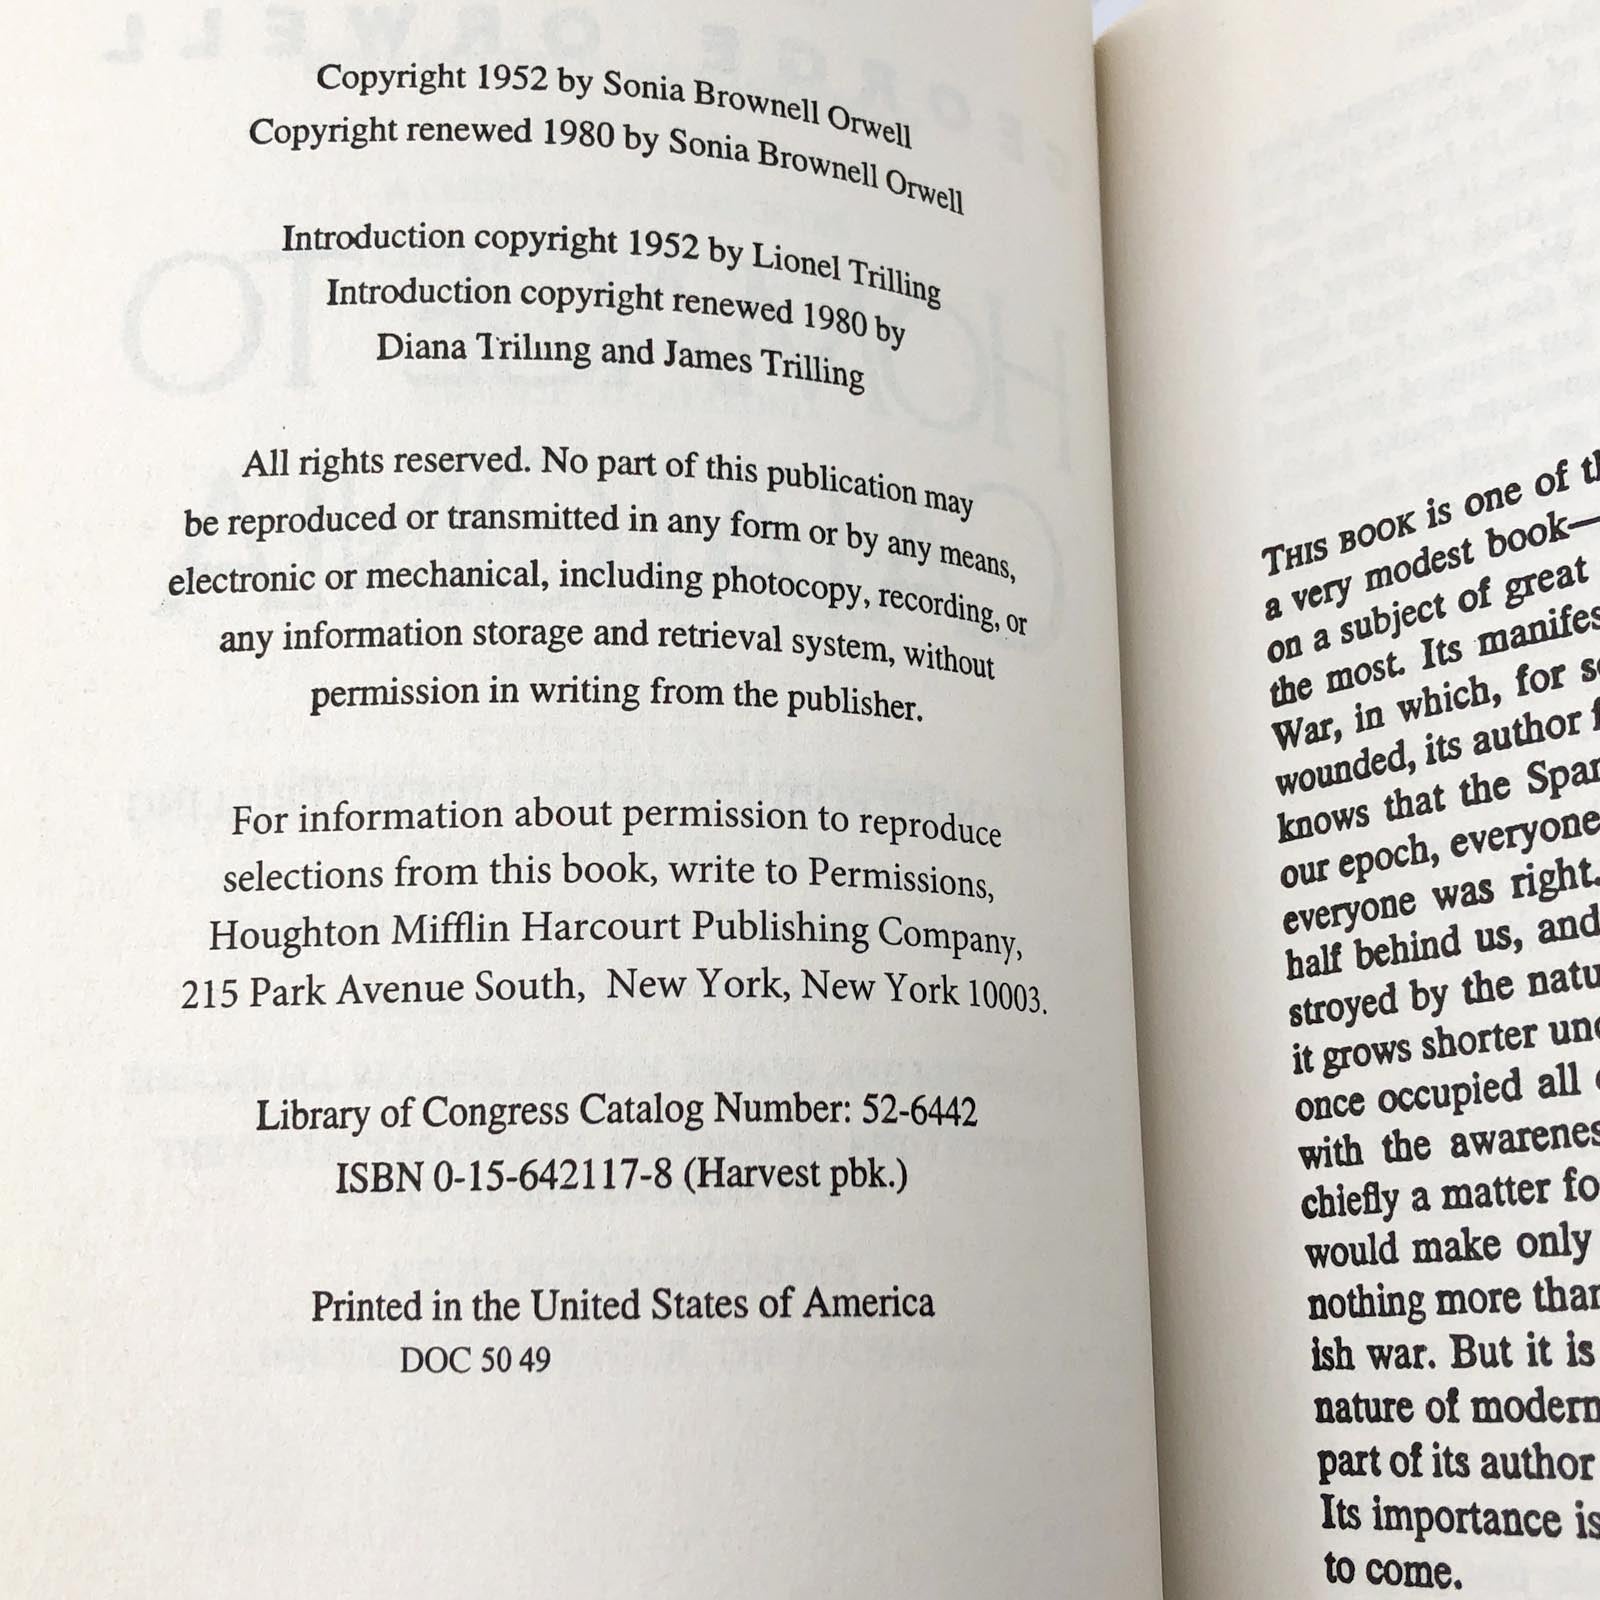 Copyright 1952 by Sonia Brownell Orwell
Copyright renewed 1980 by Sonia Brownell Orwell
Introduction copyright 1952 by Lionel Trilling
Introduction copyright renewed 1980 by
Diana Trilling and James Trilling
All rights reserved. No part of this publication may
be reproduced or transmitted in any form or by any means,
electronic or mechanical, including photocopy, recording, or
any information storage and retrieval system, without
permission in writing from the publisher.
For information about permission to reproduce
selections from this book, write to Permissions,
Houghton Mifflin Harcourt Publishing Company,
215 Park Avenue South, New York, New York 10003.
Library of Congress Catalog Number: 52-6442
ISBN 0-15-642117-8 (Harvest pbk.)
Printed in the United States of America
DOC 50 49
THIS BOOK is one of
a very modest book—
on a subject of great
the most. Its
War, in which, for
wounded, its author
knows that the
our epoch, everyone
everyone was right.
half behind us, and
stroyed by the
it grows shorter
once occupied all
with the
chiefly a matter
would make only
nothing more
ish war. But it is
nature of modern
part of its author
Its importance is
to come.